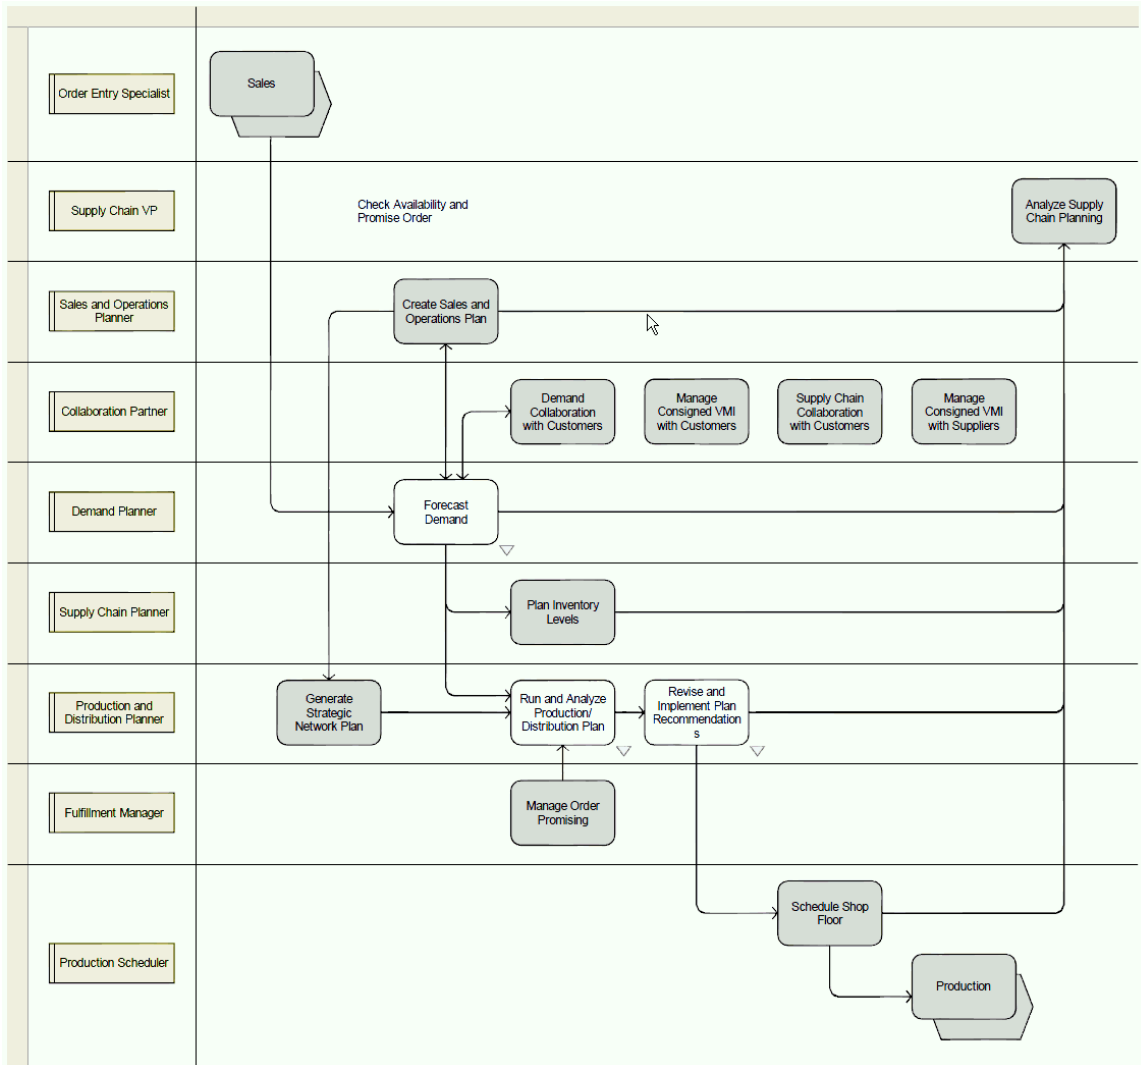 Order Entry Specialist
Sales
Supply Chain VP
Check Availability and
Promise Order
Analyze Supply
Chain Planning
Sales and Operations
Planner
Create Sales and
Operations Plan
Collaboration Partner
Demand
Collaboration
with Customers
Manage
Consigned VMI
with Customers
Supply Chain
Collaboration
with Customers
Manage
Consigned VMI
with Suppliers
Demand Planner
Forecast
Demand
Supply Chain Planner
Plan Inventory
Levels
Production and
Distribution Planner
Generate
Strategic
Network Plan
Run and Analyze
Production/
Distribution Plan
Revise and
Implement Plan
Recommendation
s
Fulfillment Manager
Manage Order
Promising
Production Scheduler
Schedule Shop
Floor
Production